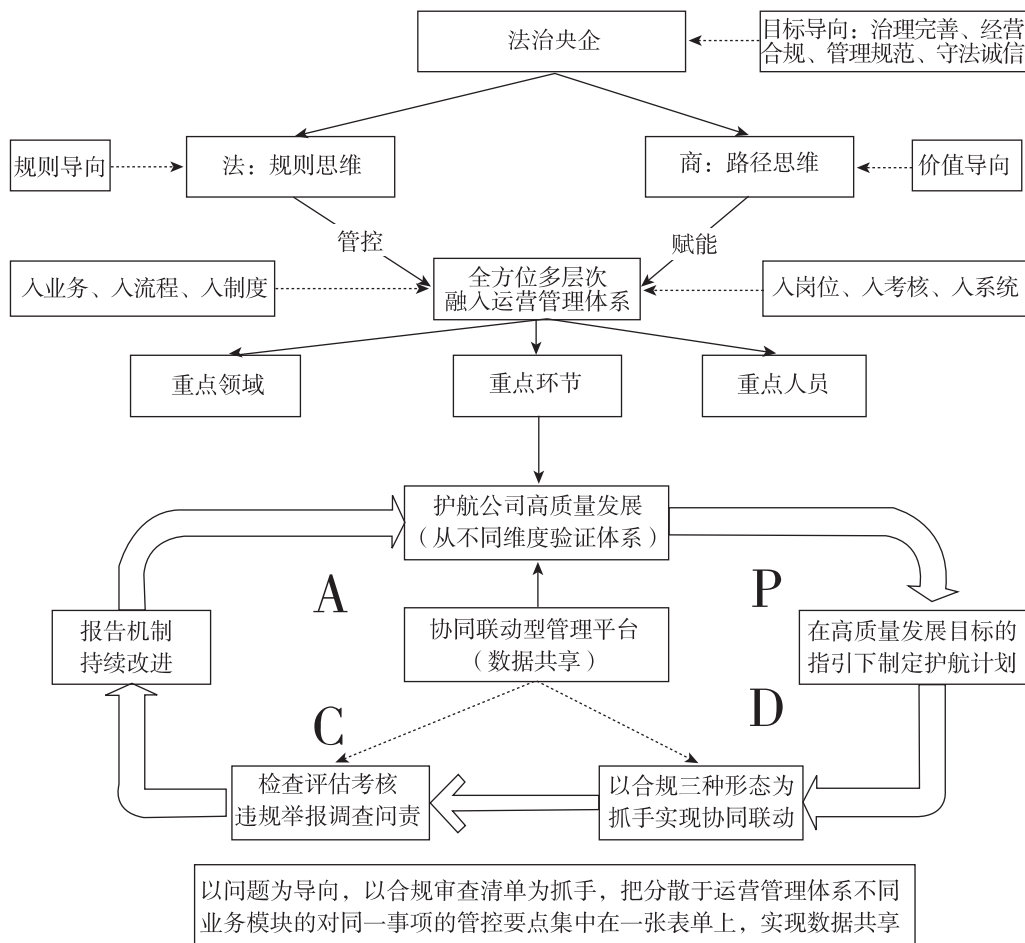 法治央企
目标导向：治理完善、经营
合规、管理规范、守法诚信
规则导向
法：规则思维
商：路径思维
价值导向
管控
赋能
入业务、入流程、入制度
全方位多层次
融入运营管理体系
入岗位、入考核、入系统
重点领域
重点环节
重点人员
护航公司高质量发展
（从不同维度验证体系）
A
P
报告机制
持续改进
协同联动型管理平台
（数据共享）
在高质量发展目标的
指引下制定护航计划
C
D
检查评估考核
违规举报调查问责
以合规三种形态为
抓手实现协同联动
以问题为导向，以合规审查清单为抓手，把分散于运营管理体系不同
业务模块的对同一事项的管控要点集中在一张表单上，实现数据共享